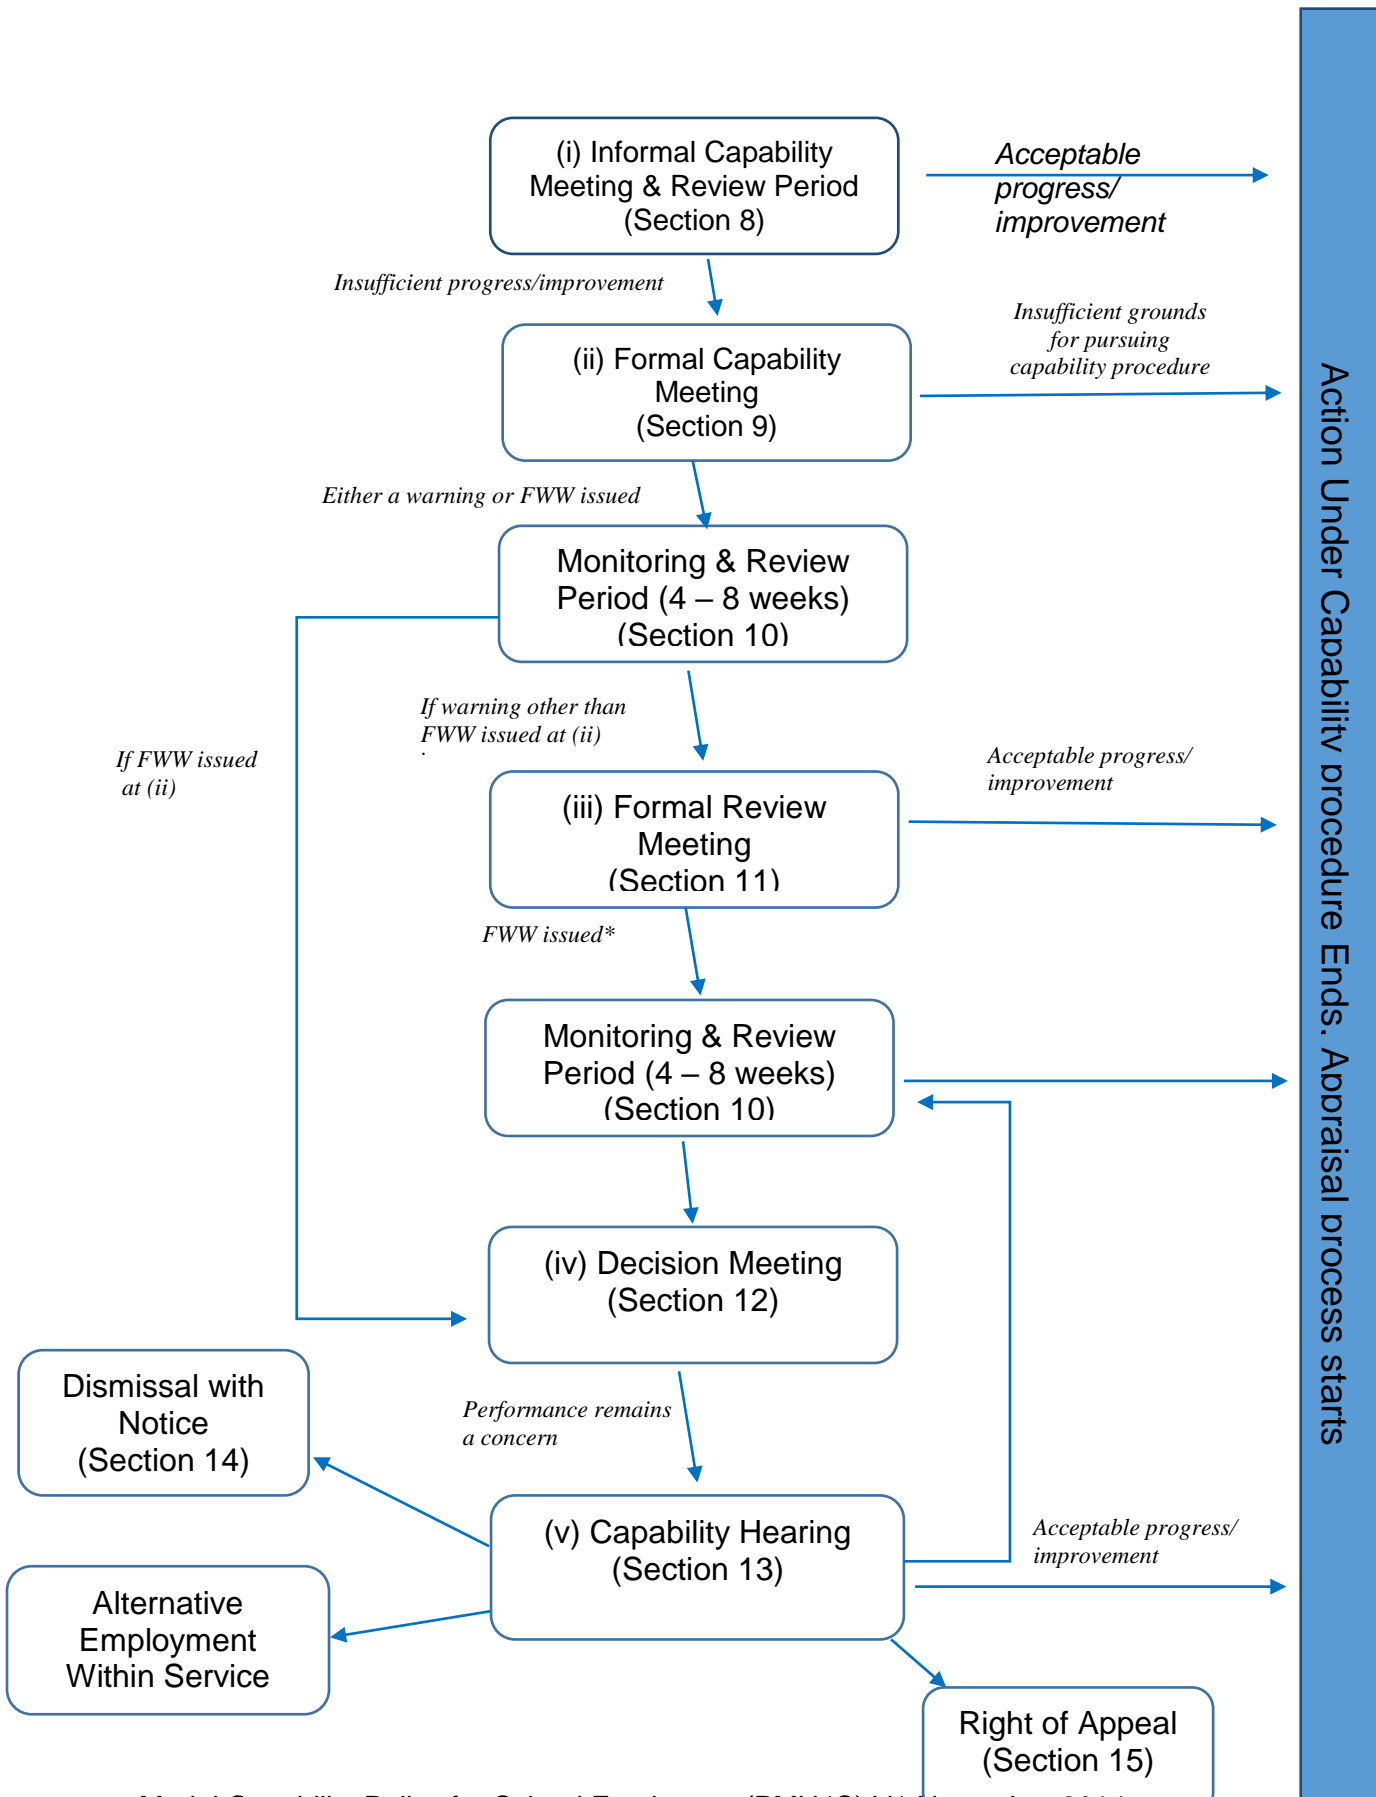 (i) Informal Capability
Meeting & Review Period
(Section 8)
Acceptable
progress/
improvement
Insufficient progress/improvement
Insufficient grounds
for pursuing
capability procedure
(ii) Formal Capability
Meeting
(Section 9)
Either a warning or FWW issued
Monitoring & Review
Period (4 – 8 weeks)
(Section 10)
If warning other than
FWW issued at (ii)
.
If FWW issued
at (ii)
Acceptable progress/
improvement
(iii) Formal Review
Meeting
(Section 11)
FWW issued*
Monitoring & Review
Period (4 – 8 weeks)
(Section 10)
(iv) Decision Meeting
(Section 12)
Dismissal with
Notice
(Section 14)
Performance remains
a concern
(v) Capability Hearing
(Section 13)
Acceptable progress/
improvement
Alternative
Employment
Within Service
Right of Appeal
(Section 15)
Action Under Capability procedure Ends. Appraisal process starts